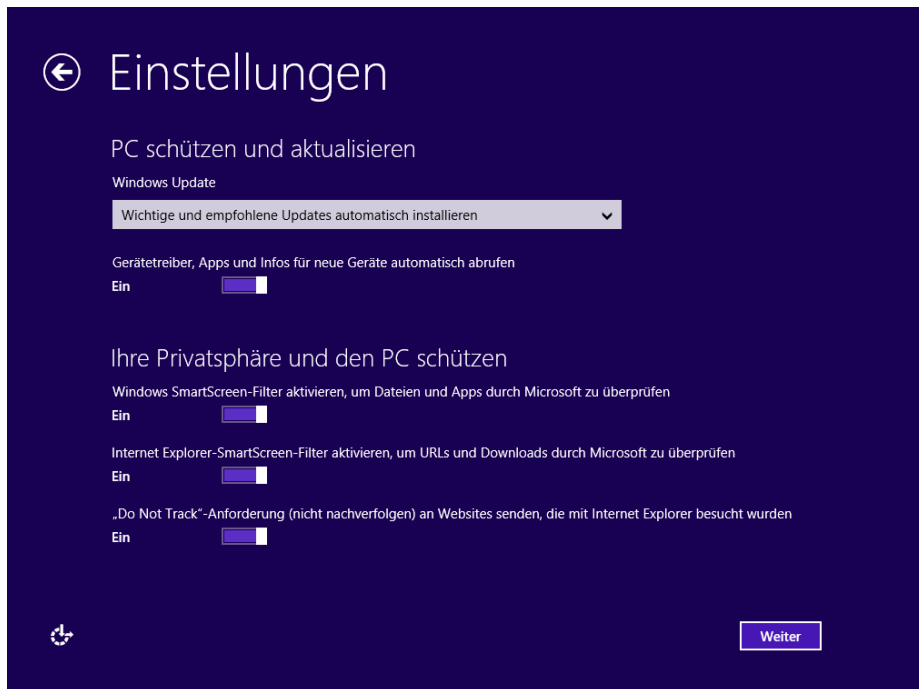 Einstellungen
PC schützen und aktualisieren
Windows Update
Wichtige und empfohlene Updates automatisch installieren
Gerätetreiber, Apps und Infos für neue Geräte automatisch abrufen
Ein
Ihre Privatsphäre und den PC schützen
Windows SmartScreen-Filter aktivieren, um Dateien und Apps durch Microsoft zu überprüfen
Ein
Internet Explorer-SmartScreen-Filter aktivieren, um URLs und Downloads durch Microsoft zu überprüfen
Ein
„Do Not Track“-Anforderung (nicht nachverfolgen) an Websites senden, die mit Internet Explorer besucht wurden
Ein
Weiter